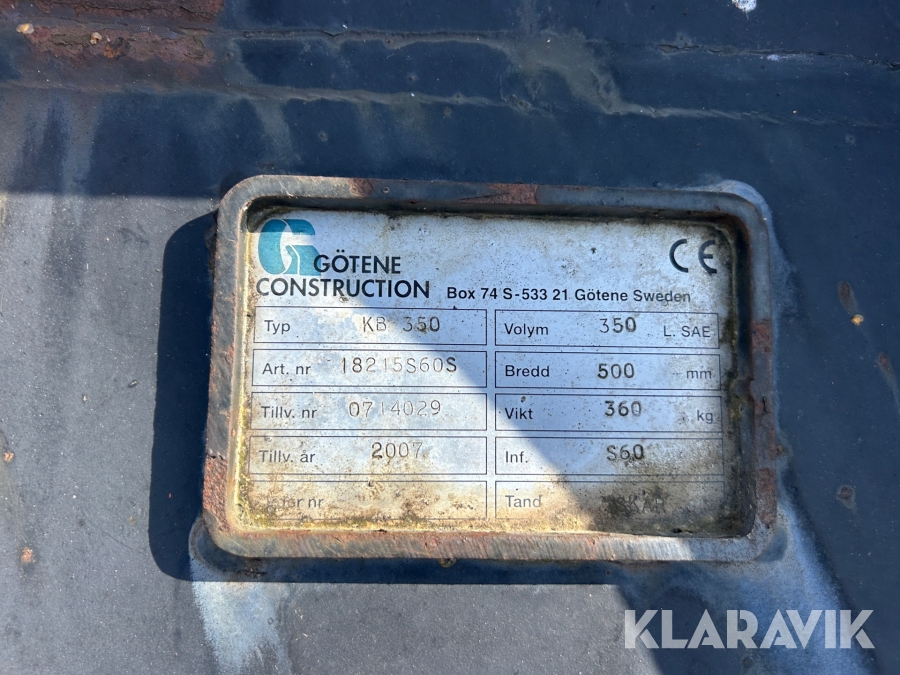 GÖTENE
CONSTRUCTION Box 74 S-533 21 Götene Sweden
CE
Typ KB 350
Volym 350 L. SAE
Art. nr 18215S60S
Bredd 500 mm
Tillv. nr 0714029
Vikt 360 kg
Tillv. år 2007
Inf. S60
nr
Tand
KLARAVIK